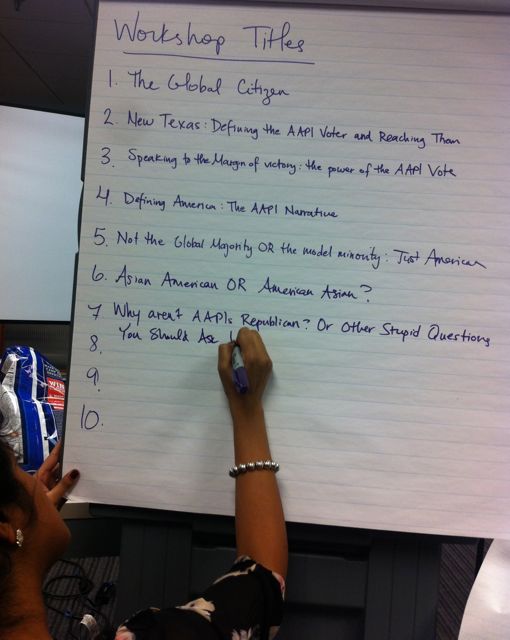 Workshop Titles
1. The Global Citizen
2. New Texas: Defining the AAPI Voter and Reaching Them
3. Speaking to the Margin of victory: the power of the AAPI Vote
4. Defining America: The AAPI Narrative
5. Not the Global Majority OR the model minority: Just American
6. Asian American OR American Asian?
7 Why aren't AAPIs Republican? Or Other Stupid Questions
You Should Ask
8.
9.
10.